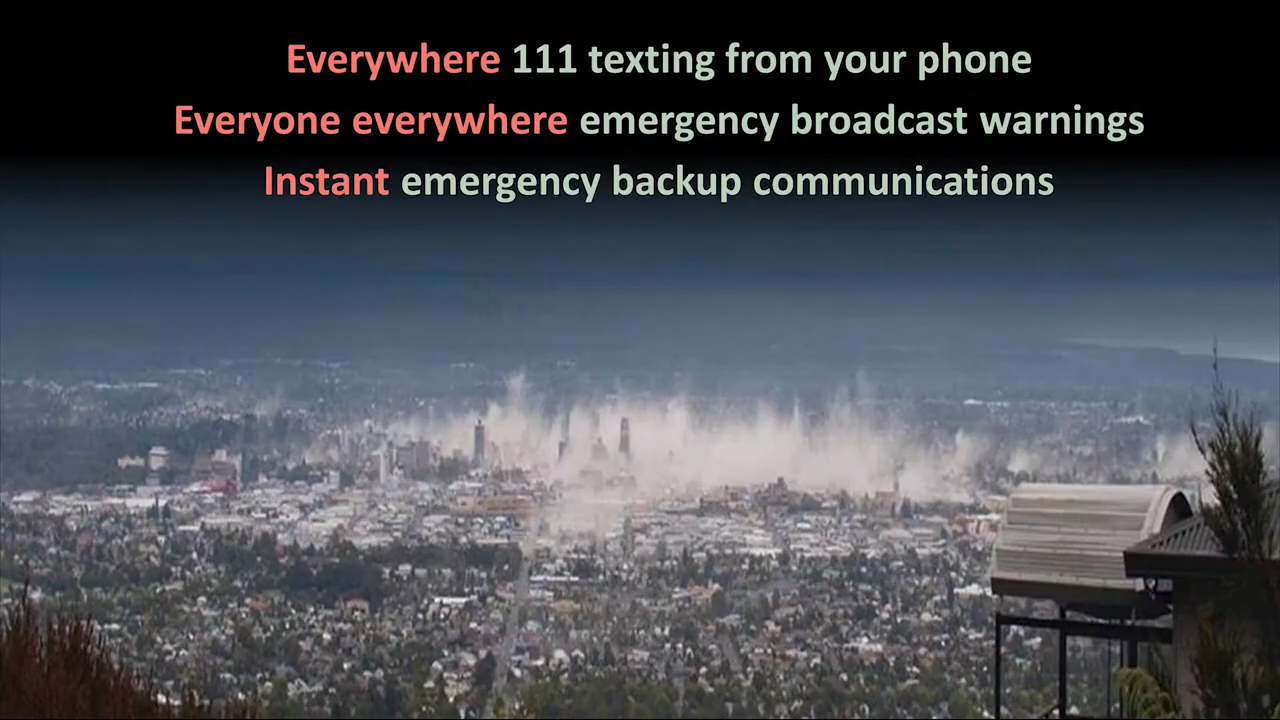 Everywhere 111 texting from your phone
Everyone everywhere emergency broadcast warnings
Instant emergency backup communications